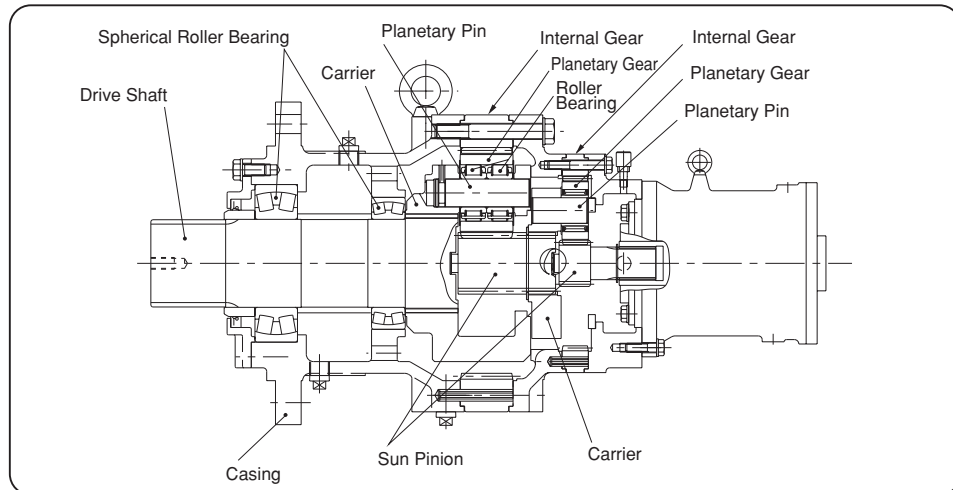 Spherical Roller Bearing
Planetary Pin
Internal Gear
Internal Gear
Planetary Gear
Planetary Gear
Carrier
Roller
Bearing
Drive Shaft
Planetary Pin
Casing
Sun Pinion
Carrier